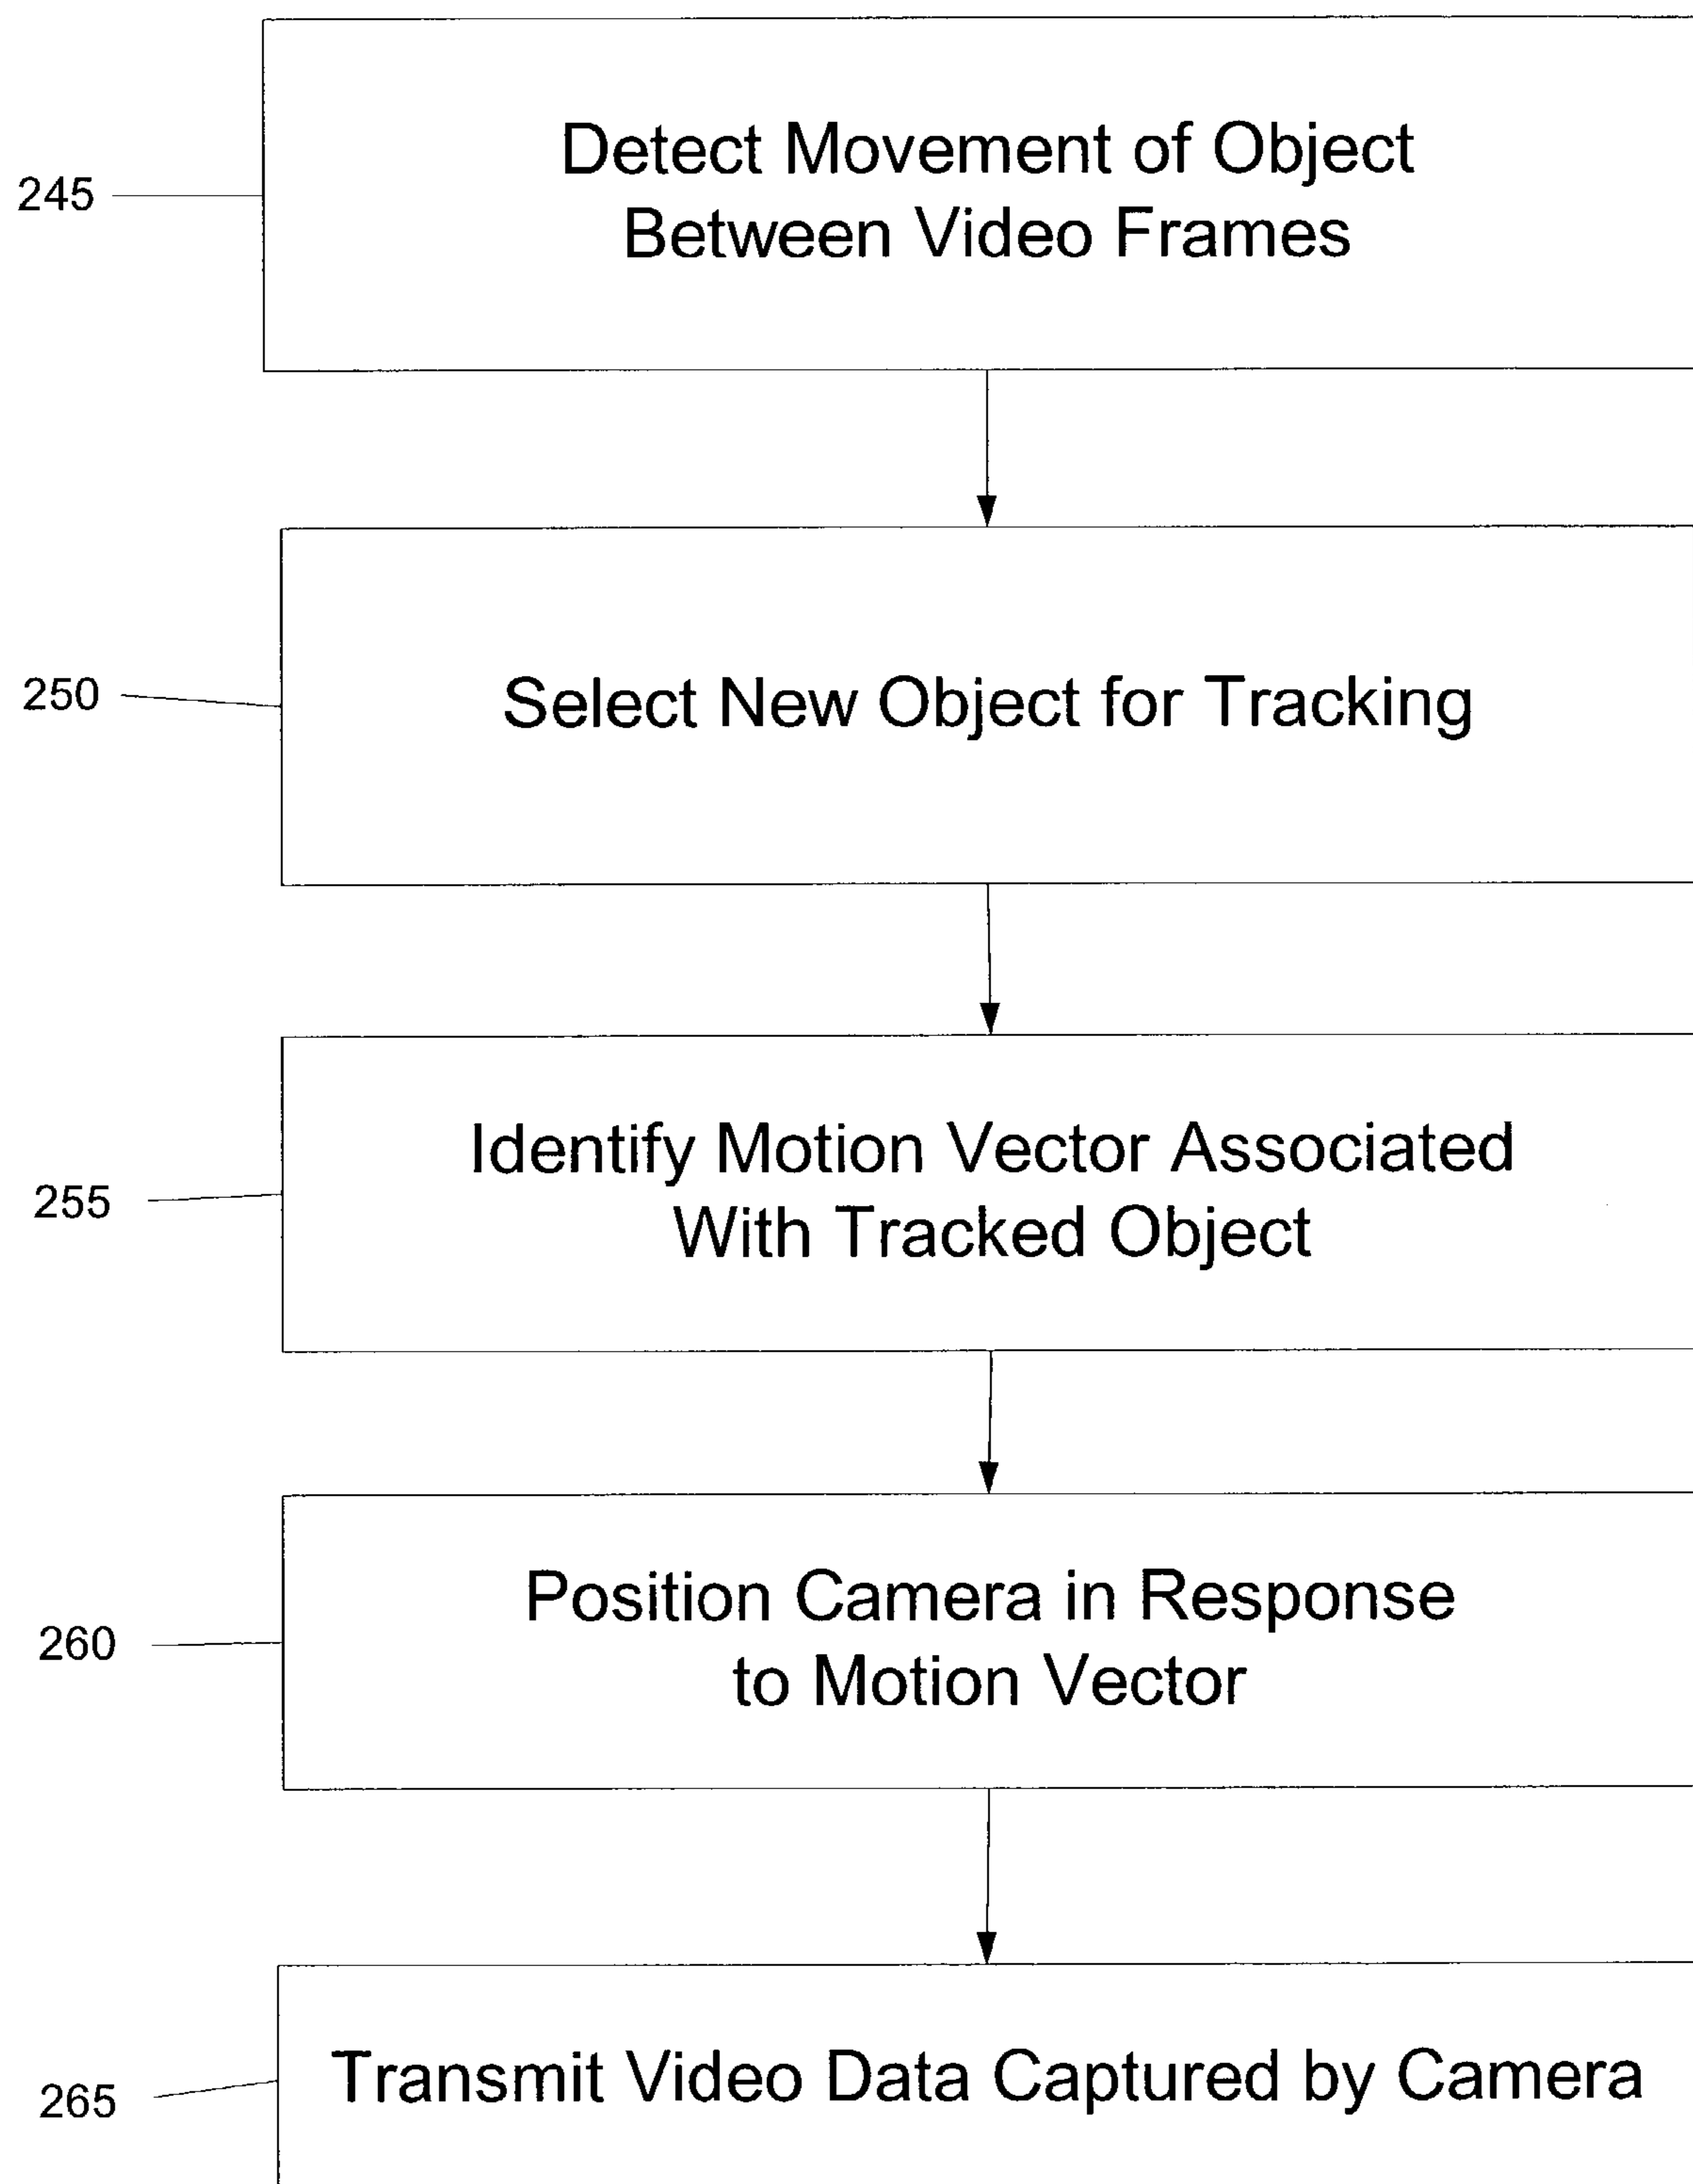 245
Detect Movement of Object
Between Video Frames
250
Select New Object for Tracking
255
Identify Motion Vector Associated
With Tracked Object
260
Position Camera in Response
to Motion Vector
265
Transmit Video Data Captured by Camera